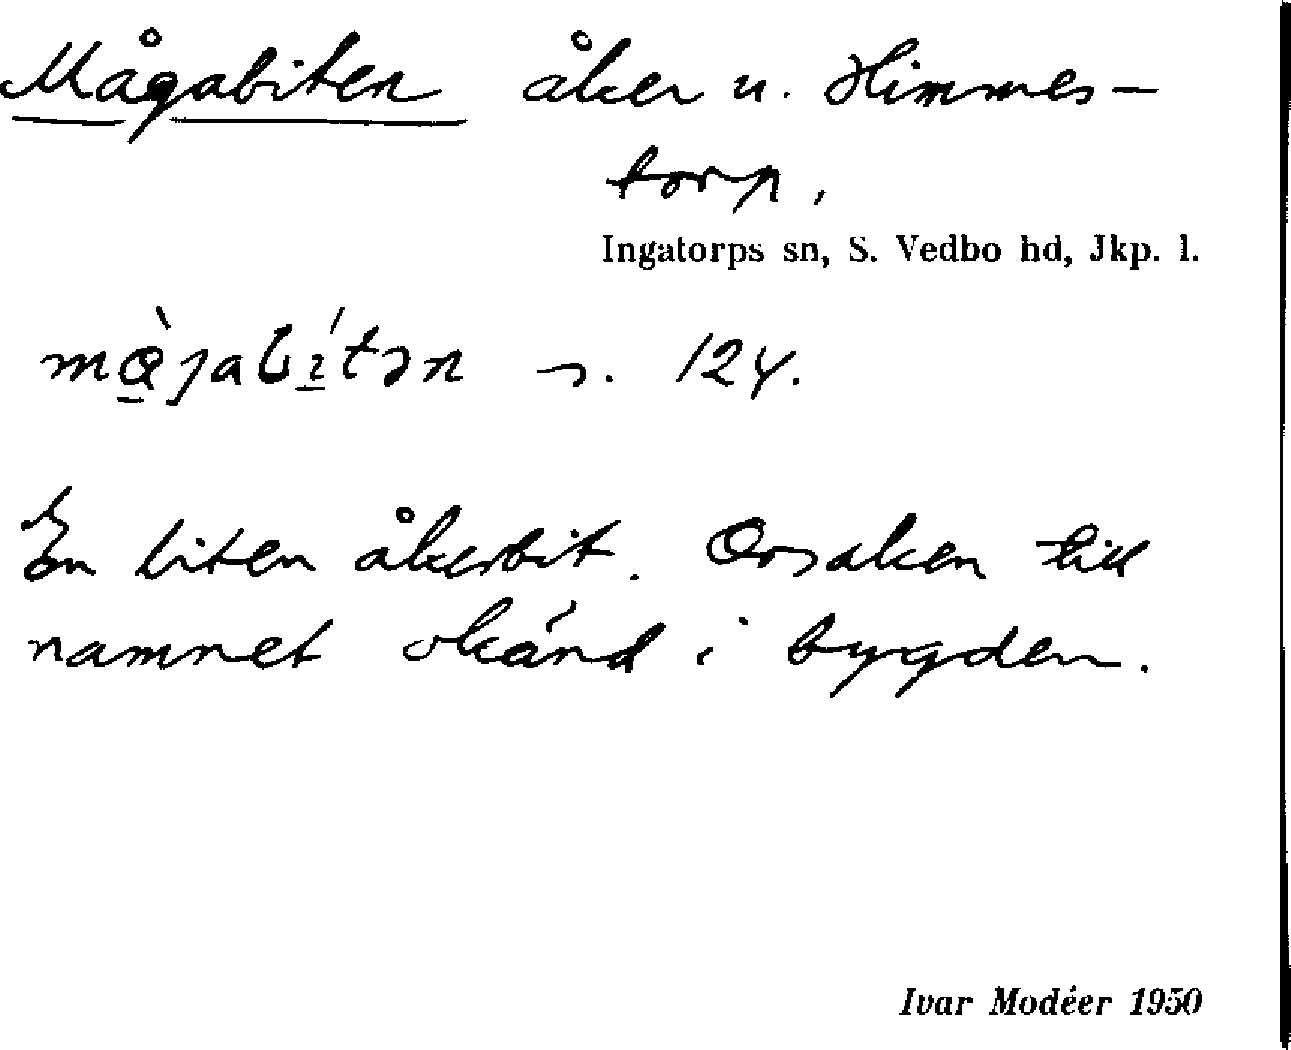 Mågabiten åker u. Himmes-
torp,
Ingatorps sn, S. Vedbo hd, Jkp. l.
s. 124.
En liten åkerbit. Orsaken till
namnet okänd i bygden.
Ivar Modéer 1950